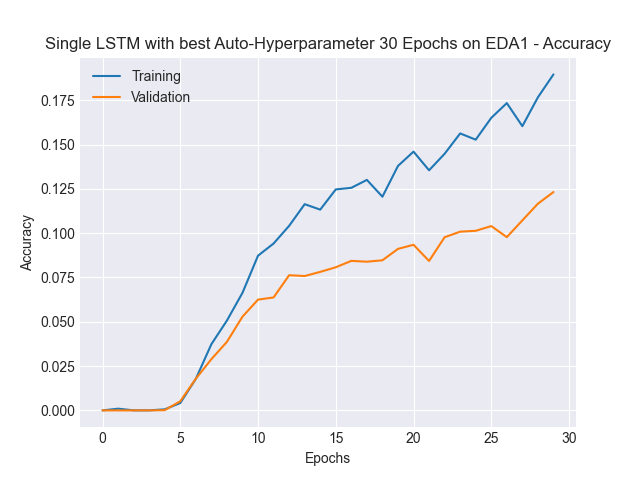 Single LSTM with best Auto-Hyperparameter 30 Epochs on EDA1 - Accuracy
Training
Validation
0.175
0.150
0.125
0.100
0.075
0.050
0.025
0.000
Accuracy
0 5 10 15 20 25 30
Epochs